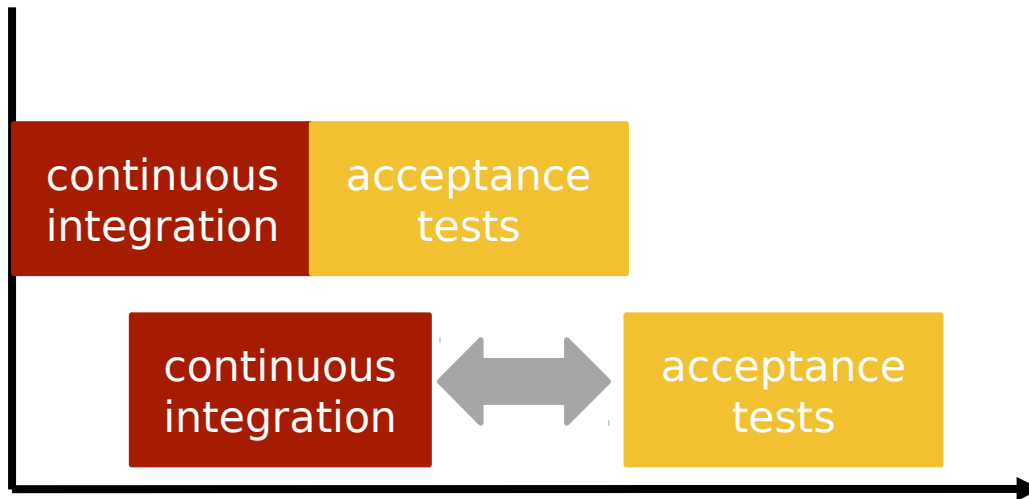 continuous
integration
acceptance
tests
continuous
integration
acceptance
tests